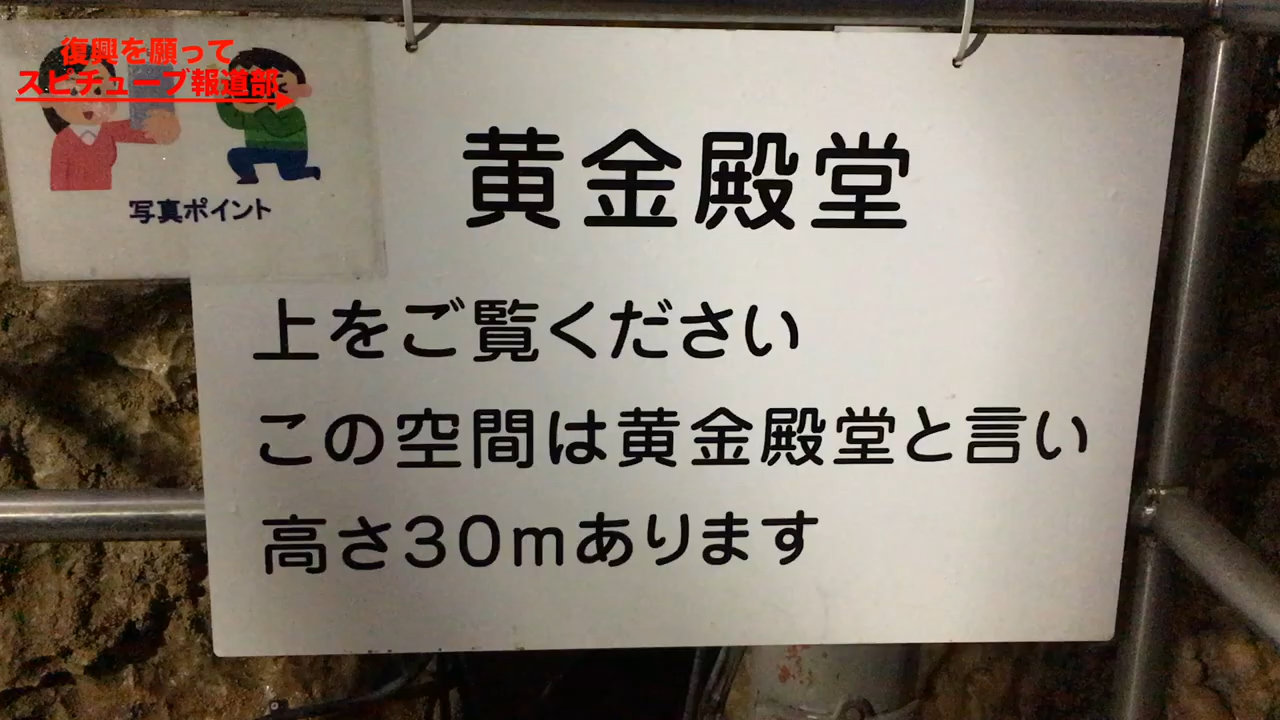 復興を願って
スピチューブ報道部
写真ポイント
黄金殿堂
上をご覧ください
この空間は黄金殿堂と言い
高さ30mあります